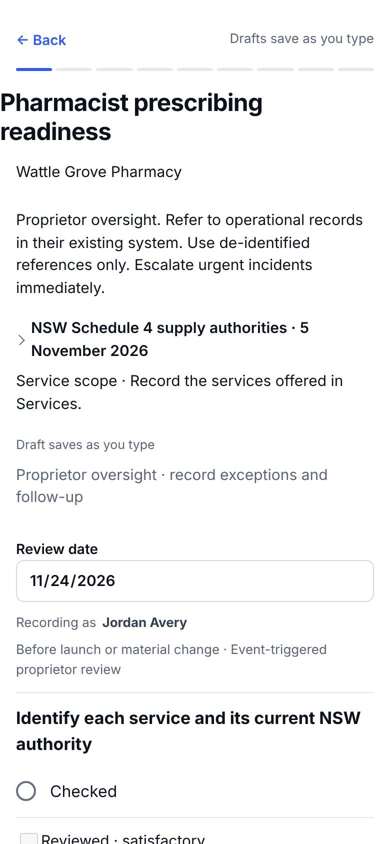 ← Back
Drafts save as you type
Pharmacist prescribing
readiness
Wattle Grove Pharmacy
Proprietor oversight. Refer to operational records
in their existing system. Use de-identified
references only. Escalate urgent incidents
immediately.
NSW Schedule 4 supply authorities · 5
November 2026
Service scope · Record the services offered in
Services.
Draft saves as you type
Proprietor oversight · record exceptions and
follow-up
Review date
11/24/2026
Recording as Jordan Avery
Before launch or material change · Event-triggered
proprietor review
Identify each service and its current NSW
authority
Checked
Reviewed · satisfactory